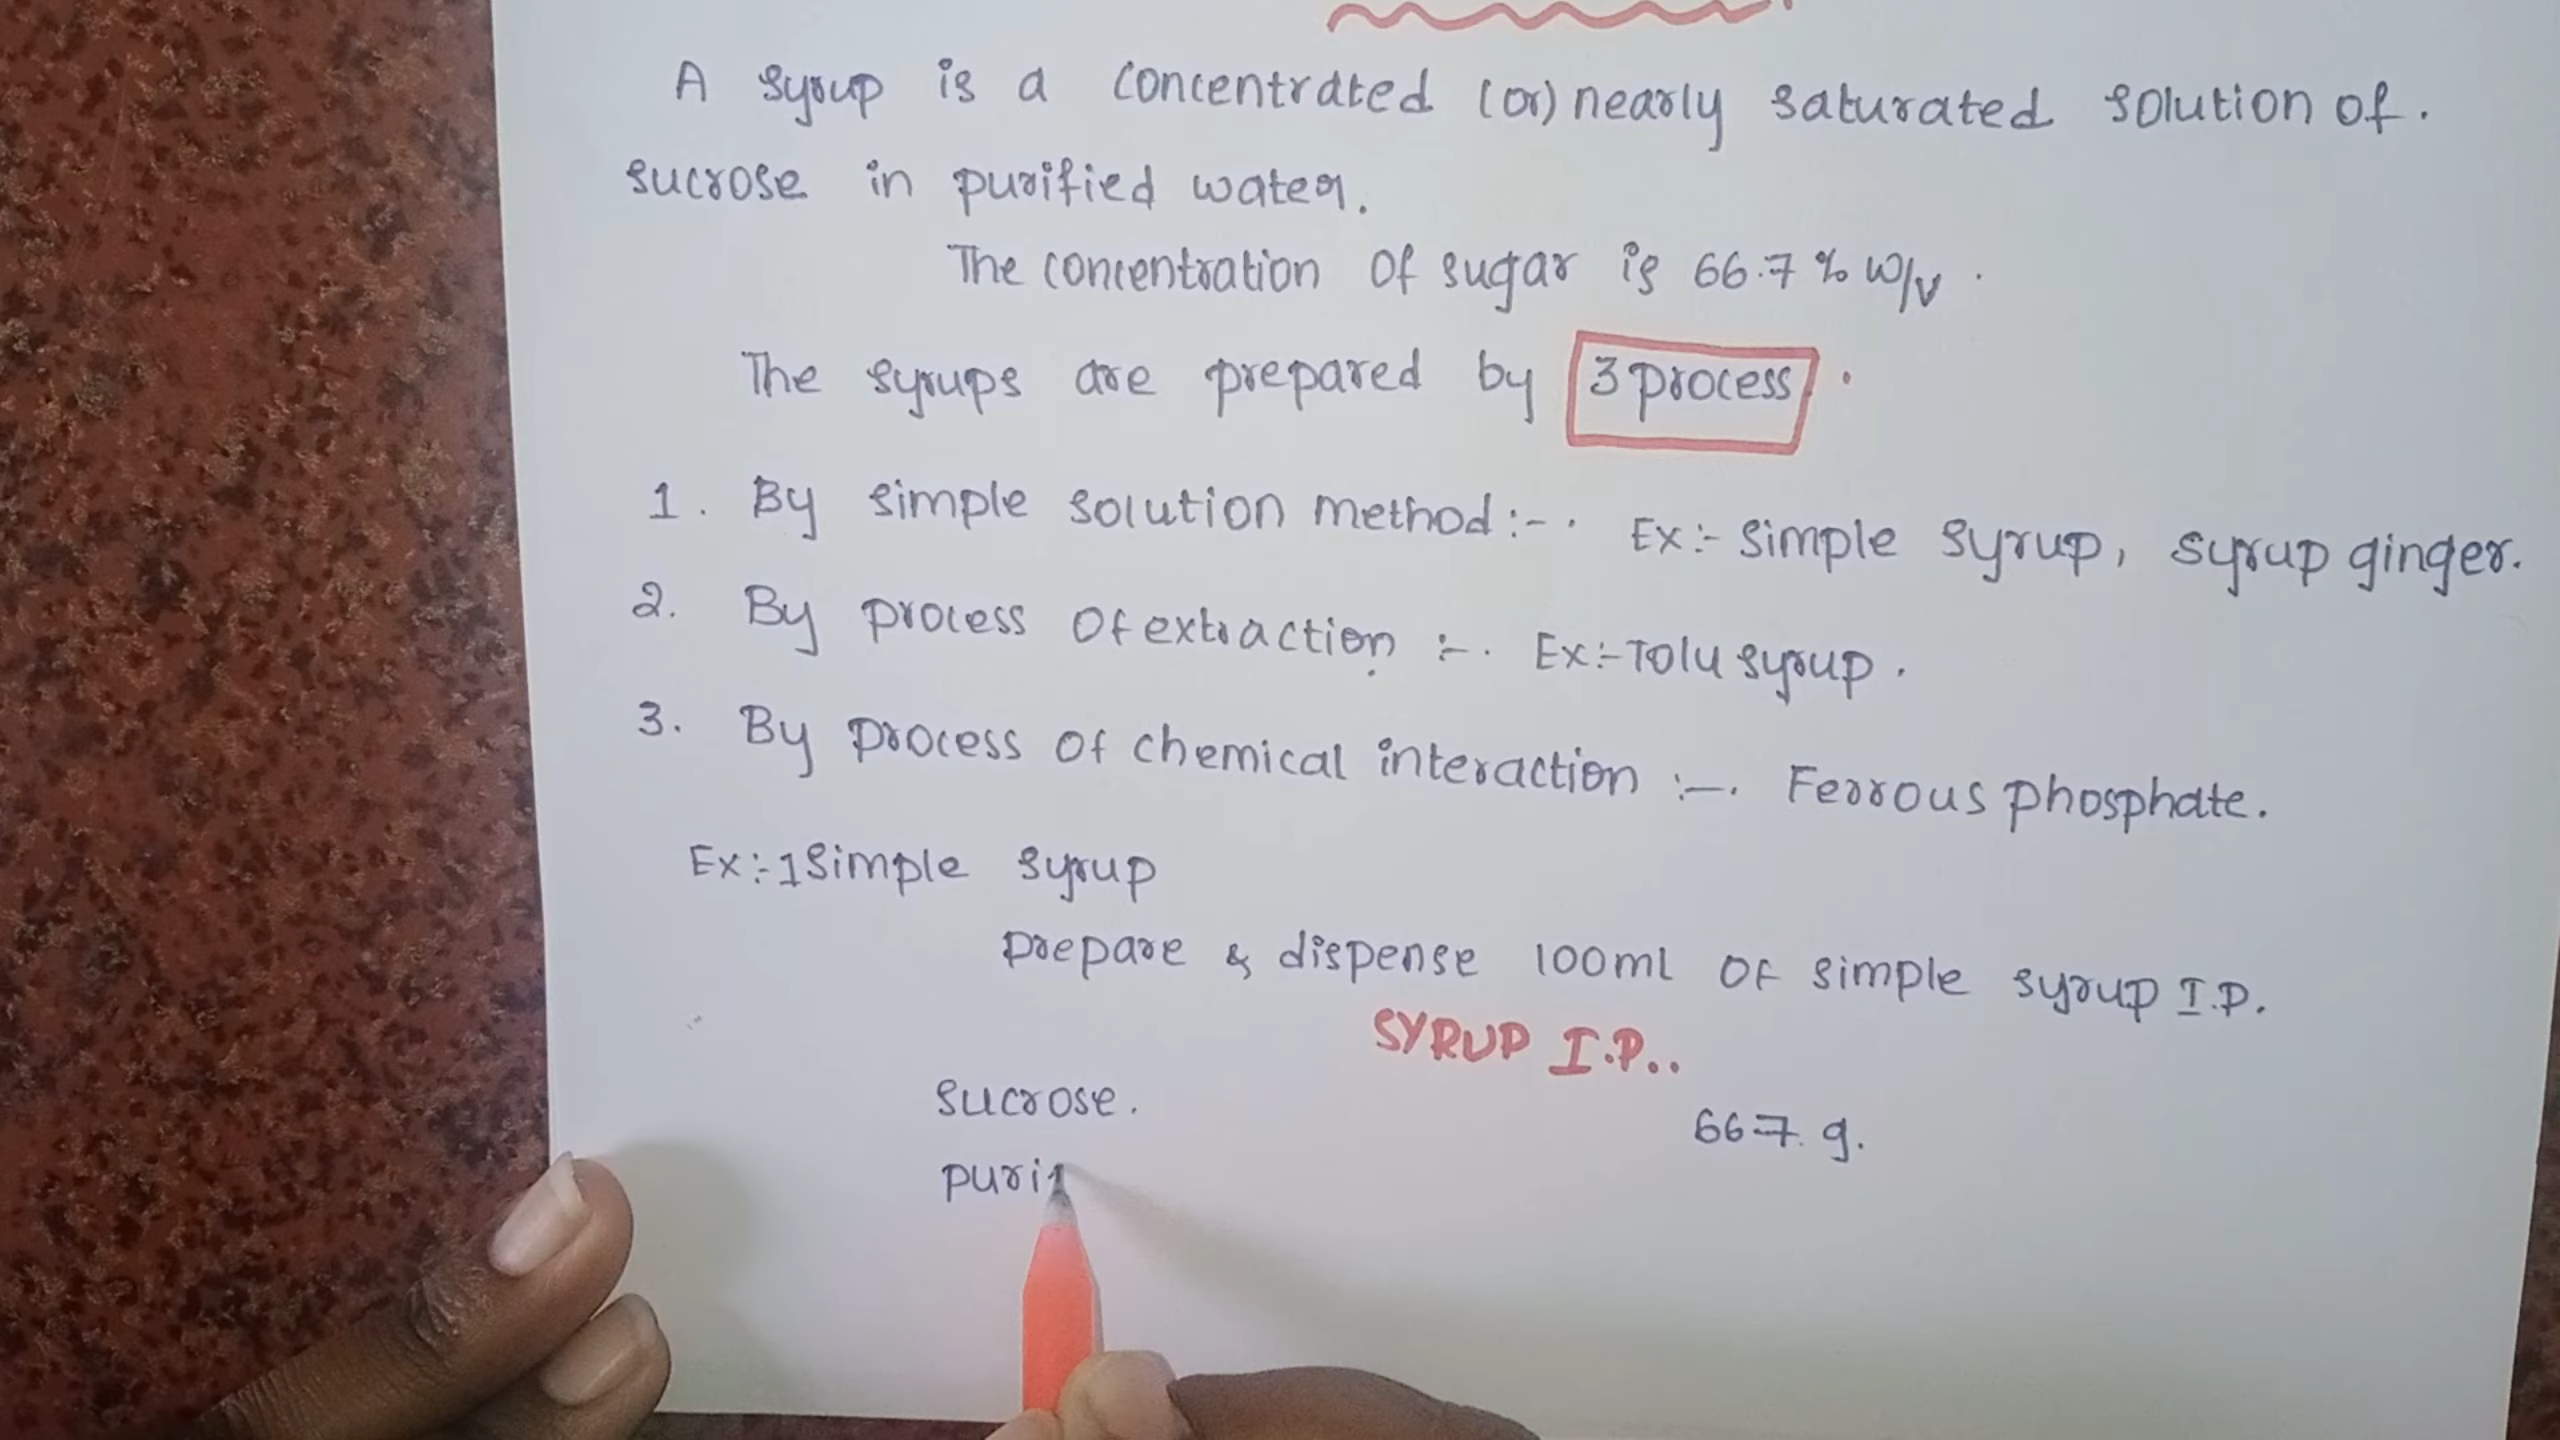 A syrup is a concentrated (or) nearly saturated solution of.
sucrose in purified water.
The concentration of sugar is 66.7 % w/v.
The syrups are prepared by 3 process.
1. By simple solution method :-. Ex:- Simple syrup, syrup ginger.
2. By process of extraction :-. Ex:- Tolu syrup.
3. By process of chemical interaction :-. Ferrous phosphate.
Ex:- 1 Simple syrup
prepare & dispense 100ml of simple syrup I.P.
SYRUP I.P..
sucrose. 667. g.
purif